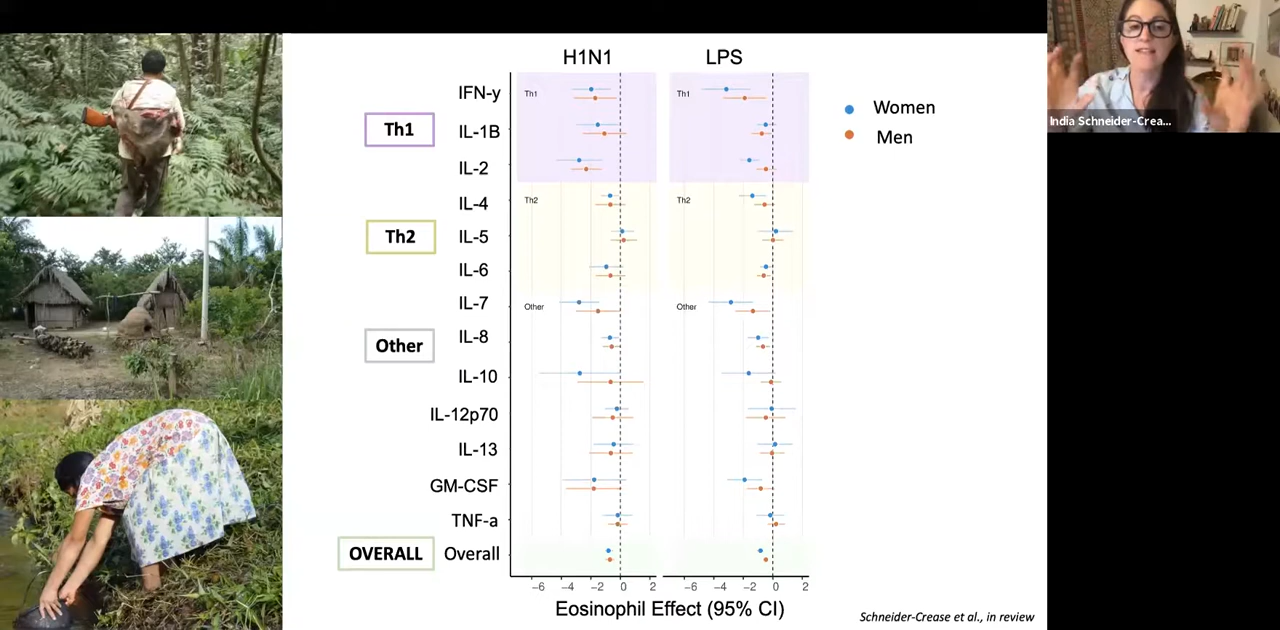 H1N1
LPS
IFN-y
IL-1B
IL-2
IL-4
IL-5
IL-6
IL-7
IL-8
IL-10
IL-12p70
IL-13
GM-CSF
TNF-a
Overall
Th1
Th2
Other
OVERALL
Th1
Th2
Other
Th1
Th2
Other
−6 −4 −2 0 2
−6 −4 −2 0 2
Eosinophil Effect (95% CI)
Women
Men
Schneider-Crease et al., in review
India Schneider-Crea...